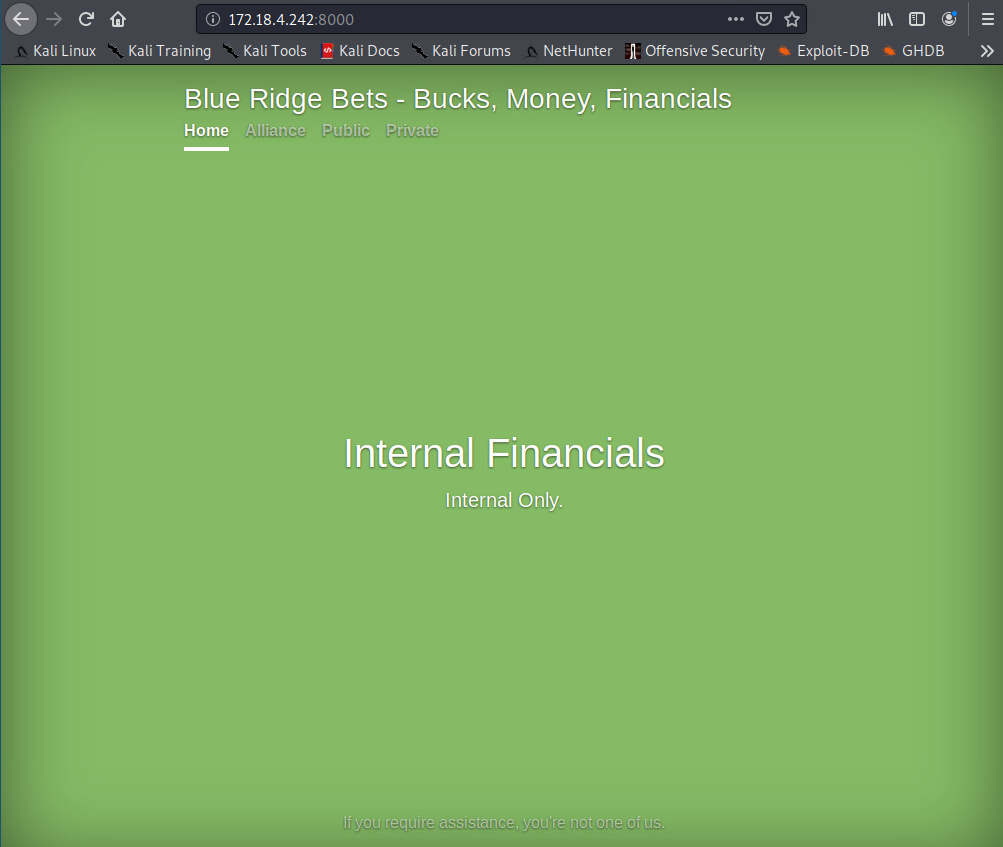 172.18.4.242:8000
Kali Linux Kali Training Kali Tools Kali Docs Kali Forums NetHunter Offensive Security Exploit-DB GHDB
Blue Ridge Bets - Bucks, Money, Financials
Home Alliance Public Private
Internal Financials
Internal Only.
If you require assistance, you're not one of us.